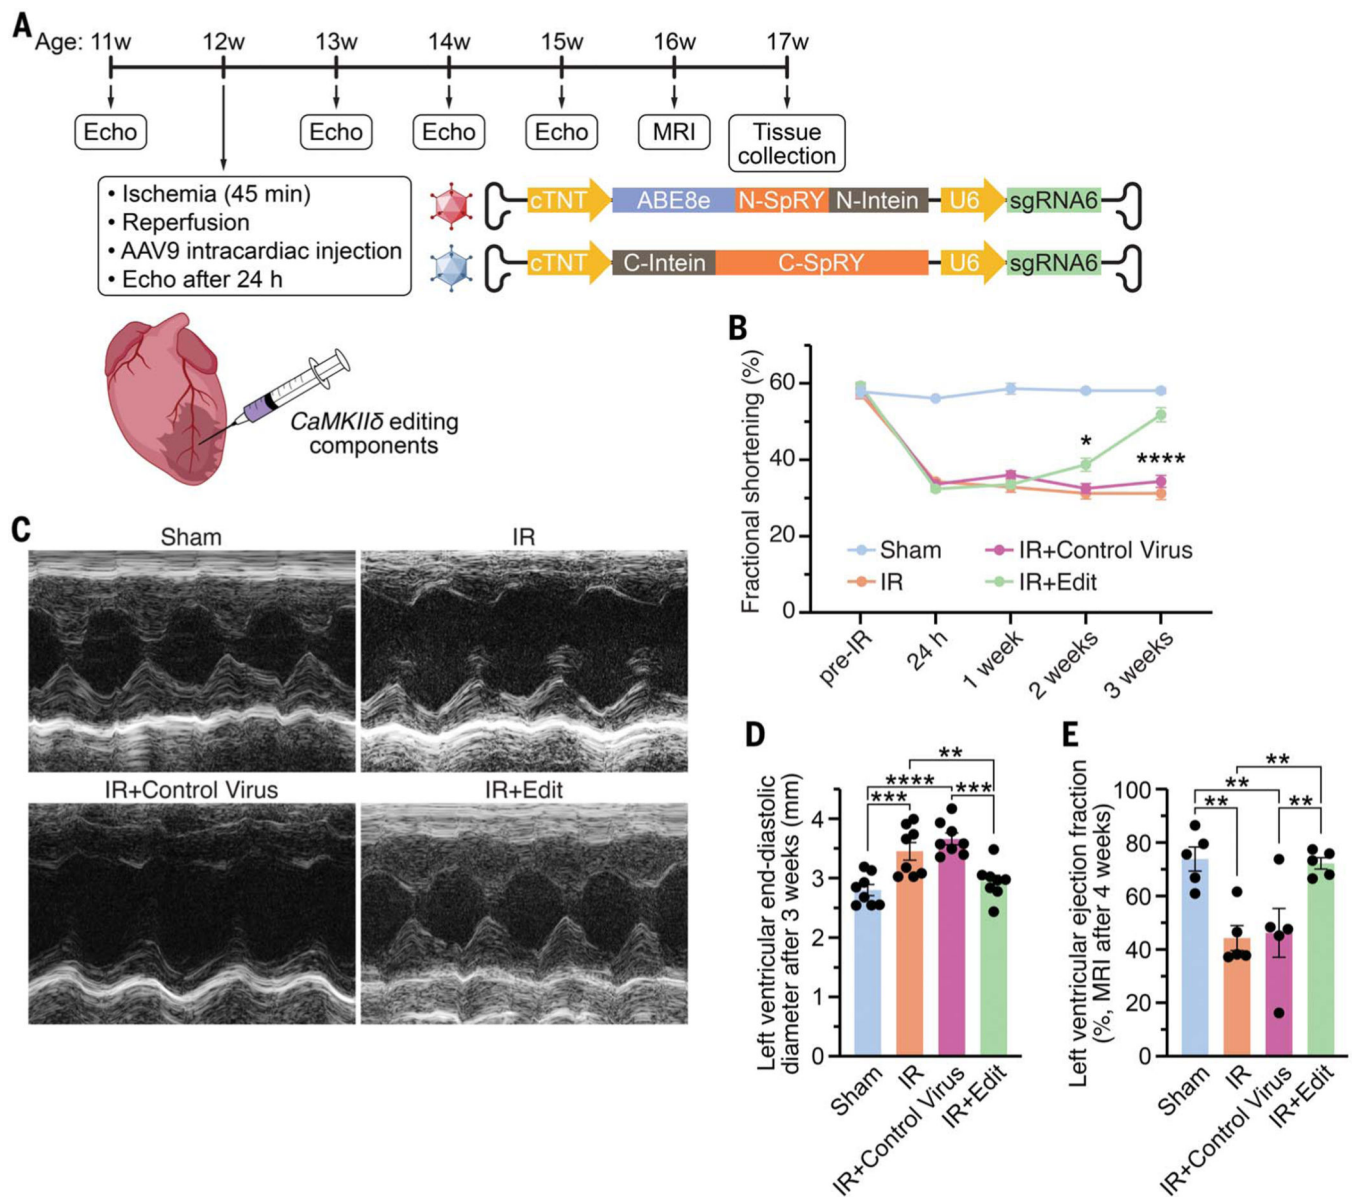 A
Age: 11w 12w 13w 14w 15w 16w 17w
Echo
Echo
Echo
Echo
MRI
Tissue
collection
• Ischemia (45 min)
• Reperfusion
• AAV9 intracardiac injection
• Echo after 24 h
cTNT ABE8e N-SpRY N-Intein U6 sgRNA6
cTNT C-Intein C-SpRY U6 sgRNA6
CaMKIIδ editing
components
B
Fractional shortening (%)
60
40
20
0
*
****
Sham
IR
IR+Control Virus
IR+Edit
pre-IR
24 h
1 week
2 weeks
3 weeks
C
Sham
IR
IR+Control Virus
IR+Edit
D
Left ventricular end-diastolic
diameter after 3 weeks (mm)
4
3
2
1
0
**
****
***
***
Sham
IR
IR+Control Virus
IR+Edit
E
Left ventricular ejection fraction
(%, MRI after 4 weeks)
100
80
60
40
20
0
**
**
**
**
Sham
IR
IR+Control Virus
IR+Edit